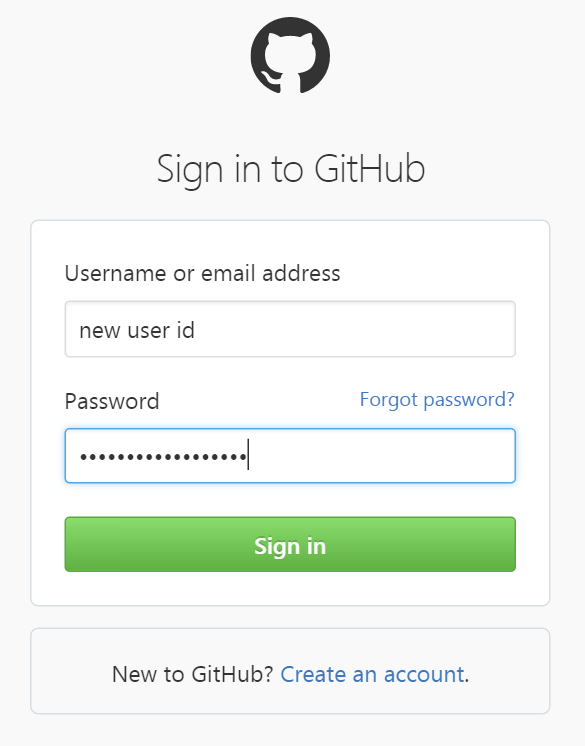 Sign in to GitHub
Username or email address
new user id
Password Forgot password?
••••••••••••••••••
Sign in
New to GitHub? Create an account.